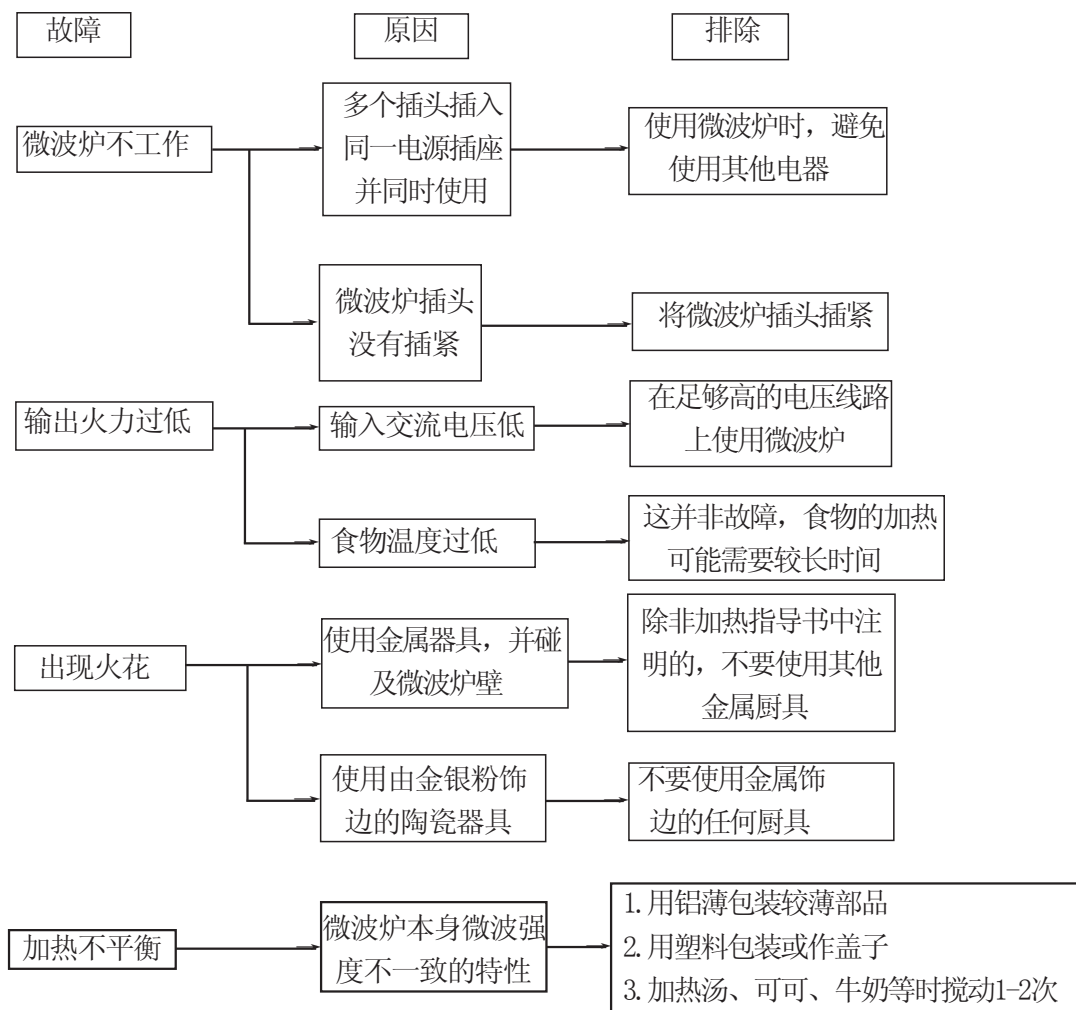 故障
原因
排除
微波炉不工作
多个插头插入
同一电源插座
并同时使用
使用微波炉时，避免
使用其他电器
微波炉插头
没有插紧
将微波炉插头插紧
输出火力过低
输入交流电压低
在足够高的电压线路
上使用微波炉
食物温度过低
这并非故障，食物的加热
可能需要较长时间
出现火花
使用金属器具，并碰
及微波炉壁
除非加热指导书中注
明的，不要使用其他
金属厨具
使用由金银粉饰
边的陶瓷器具
不要使用金属饰
边的任何厨具
加热不平衡
微波炉本身微波强
度不一致的特性
1.用铝薄包装较薄部品
2.用塑料包装或作盖子
3.加热汤、可可、牛奶等时搅动1-2次